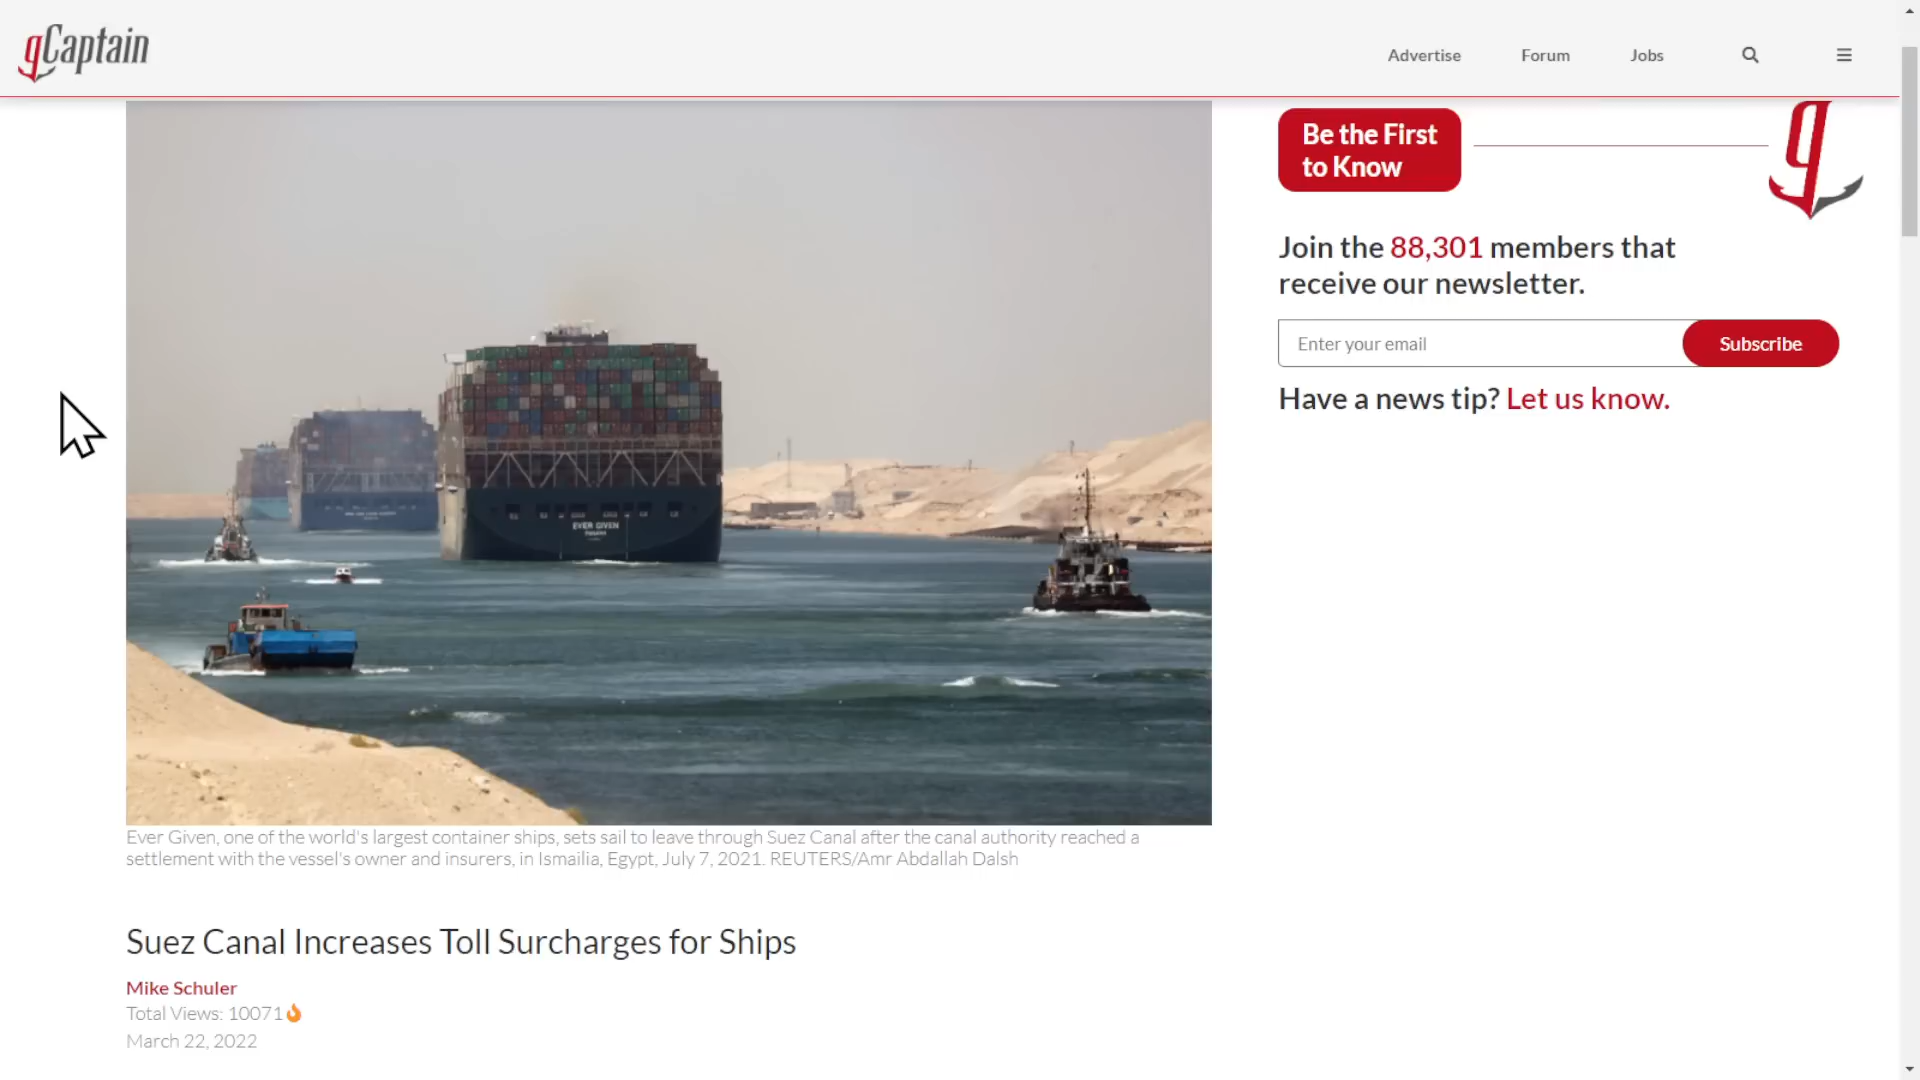 gCaptain
Advertise
Forum
Jobs
Be the First
to Know
Join the 88,301 members that
receive our newsletter.
Enter your email
Subscribe
Have a news tip? Let us know.
EVER GIVEN
Ever Given, one of the world's largest container ships, sets sail to leave through Suez Canal after the canal authority reached a
settlement with the vessel's owner and insurers, in Ismailia, Egypt, July 7, 2021. REUTERS/Amr Abdallah Dalsh
Suez Canal Increases Toll Surcharges for Ships
Mike Schuler
Total Views: 10071
March 22, 2022